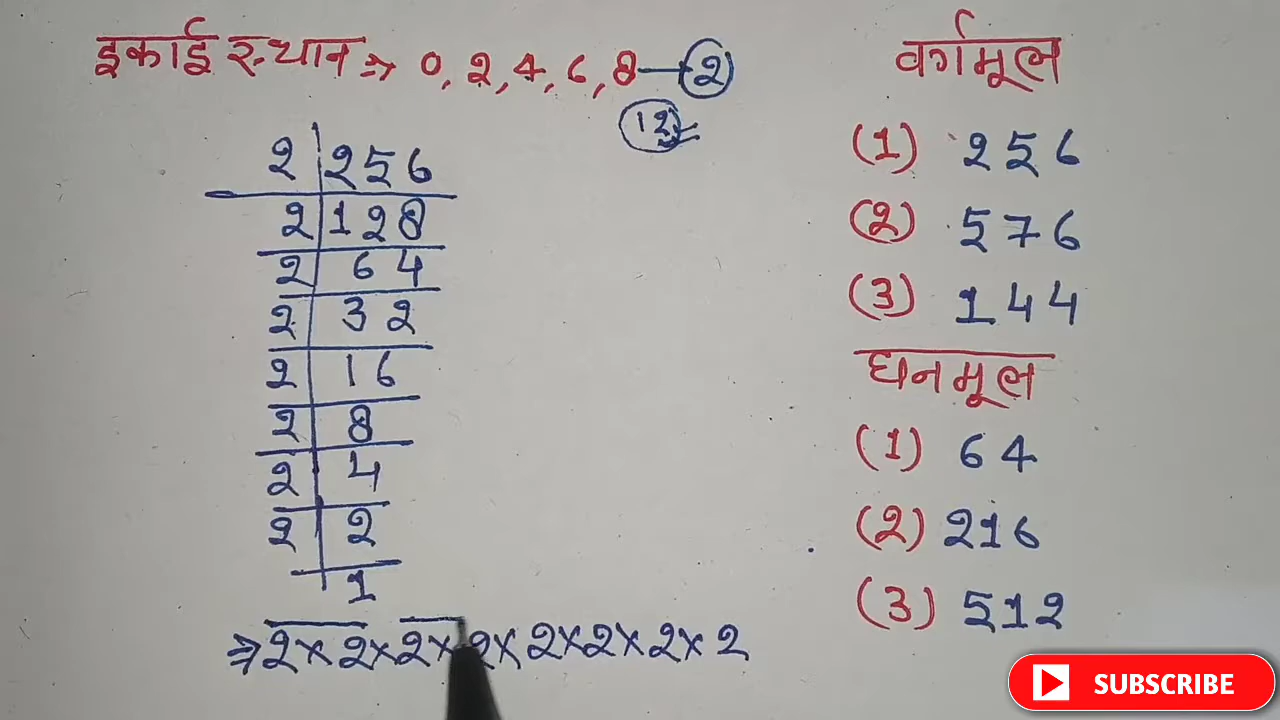 इकाई स्थान ⇒ 0, 2, 4, 6, 8 — 2
12
2 | 256
2 | 128
2 | 64
2 | 32
2 | 16
2 | 8
2 | 4
2 | 2
1
⇒ 2×2×2×2×2×2×2×2
वर्गमूल
(1) 256
(2) 576
(3) 144
घनमूल
(1) 64
(2) 216
(3) 512
SUBSCRIBE